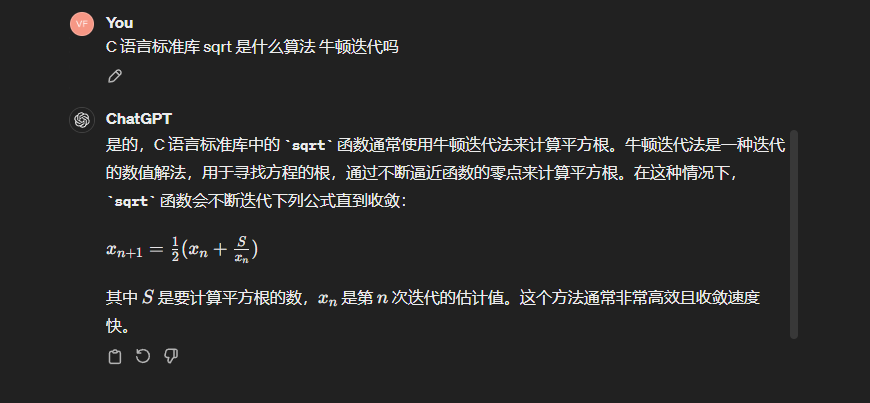 VF
You
C 语言标准库 sqrt 是什么算法 牛顿迭代吗
ChatGPT
是的，C 语言标准库中的 `sqrt` 函数通常使用牛顿迭代法来计算平方根。牛顿迭代法是一种迭代
的数值解法，用于寻找方程的根，通过不断逼近函数的零点来计算平方根。在这种情况下，
`sqrt` 函数会不断迭代下列公式直到收敛：
xₙ₊₁ = 1/2(xₙ + S/xₙ)
其中 S 是要计算平方根的数，xₙ 是第 n 次迭代的估计值。这个方法通常非常高效且收敛速度
快。